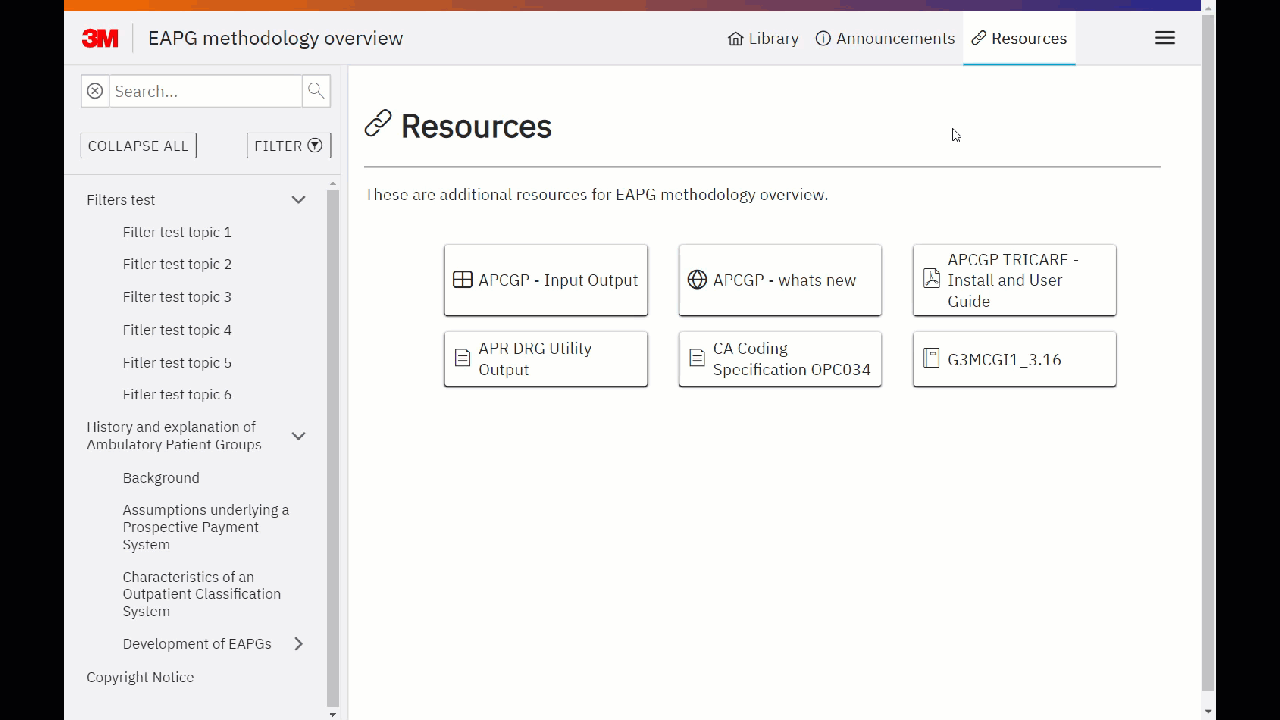 3M
EAPG methodology overview
Library
Announcements
Resources
Search...
COLLAPSE ALL
FILTER
Filters test
Filter test topic 1
Fitler test topic 2
Filter test topic 3
Fitler test topic 4
Fitler test topic 5
Fitler test topic 6
History and explanation of
Ambulatory Patient Groups
Background
Assumptions underlying a
Prospective Payment
System
Characteristics of an
Outpatient Classification
System
Development of EAPGs
Copyright Notice
Resources
These are additional resources for EAPG methodology overview.
APCGP - Input Output
APCGP - whats new
APCGP TRICARE -
Install and User
Guide
APR DRG Utility
Output
CA Coding
Specification OPC034
G3MCGI1_3.16